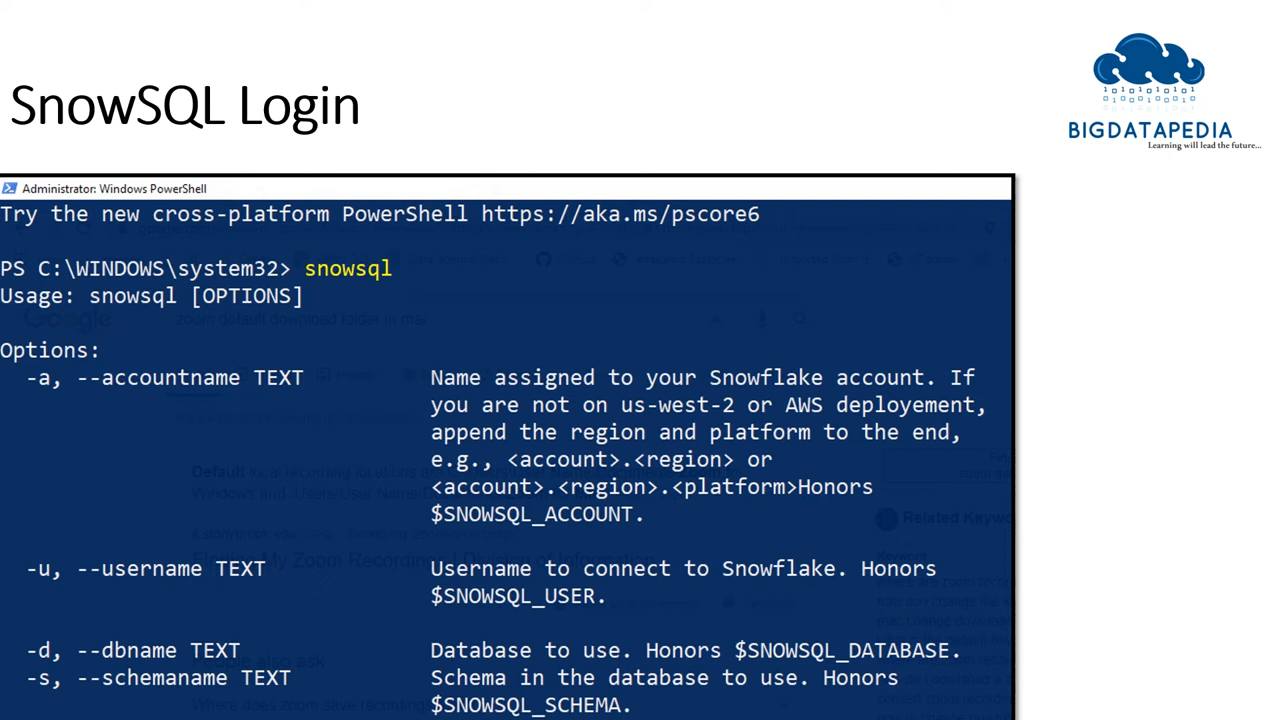 SnowSQL Login
BIGDATAPEDIA
Learning will lead the future...
Administrator: Windows PowerShell
Try the new cross-platform PowerShell https://aka.ms/pscore6
PS C:\WINDOWS\system32> snowsql
Usage: snowsql [OPTIONS]
Options:
-a, --accountname TEXT Name assigned to your Snowflake account. If
you are not on us-west-2 or AWS deployement,
append the region and platform to the end,
e.g., <account>.<region> or
<account>.<region>.<platform>Honors
$SNOWSQL_ACCOUNT.
-u, --username TEXT Username to connect to Snowflake. Honors
$SNOWSQL_USER.
-d, --dbname TEXT Database to use. Honors $SNOWSQL_DATABASE.
-s, --schemaname TEXT Schema in the database to use. Honors
$SNOWSQL_SCHEMA.